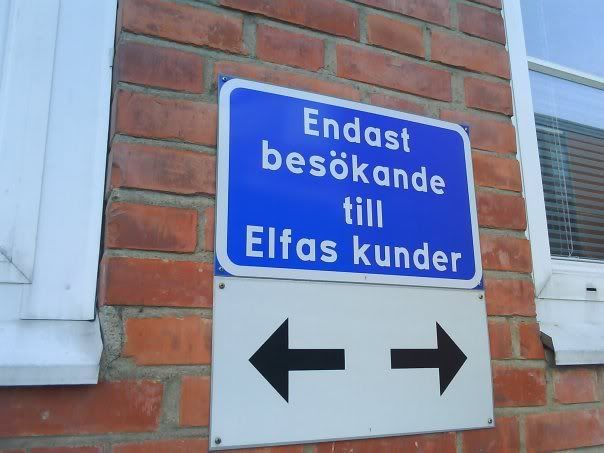 Endast
besökande
till
Elfas kunder